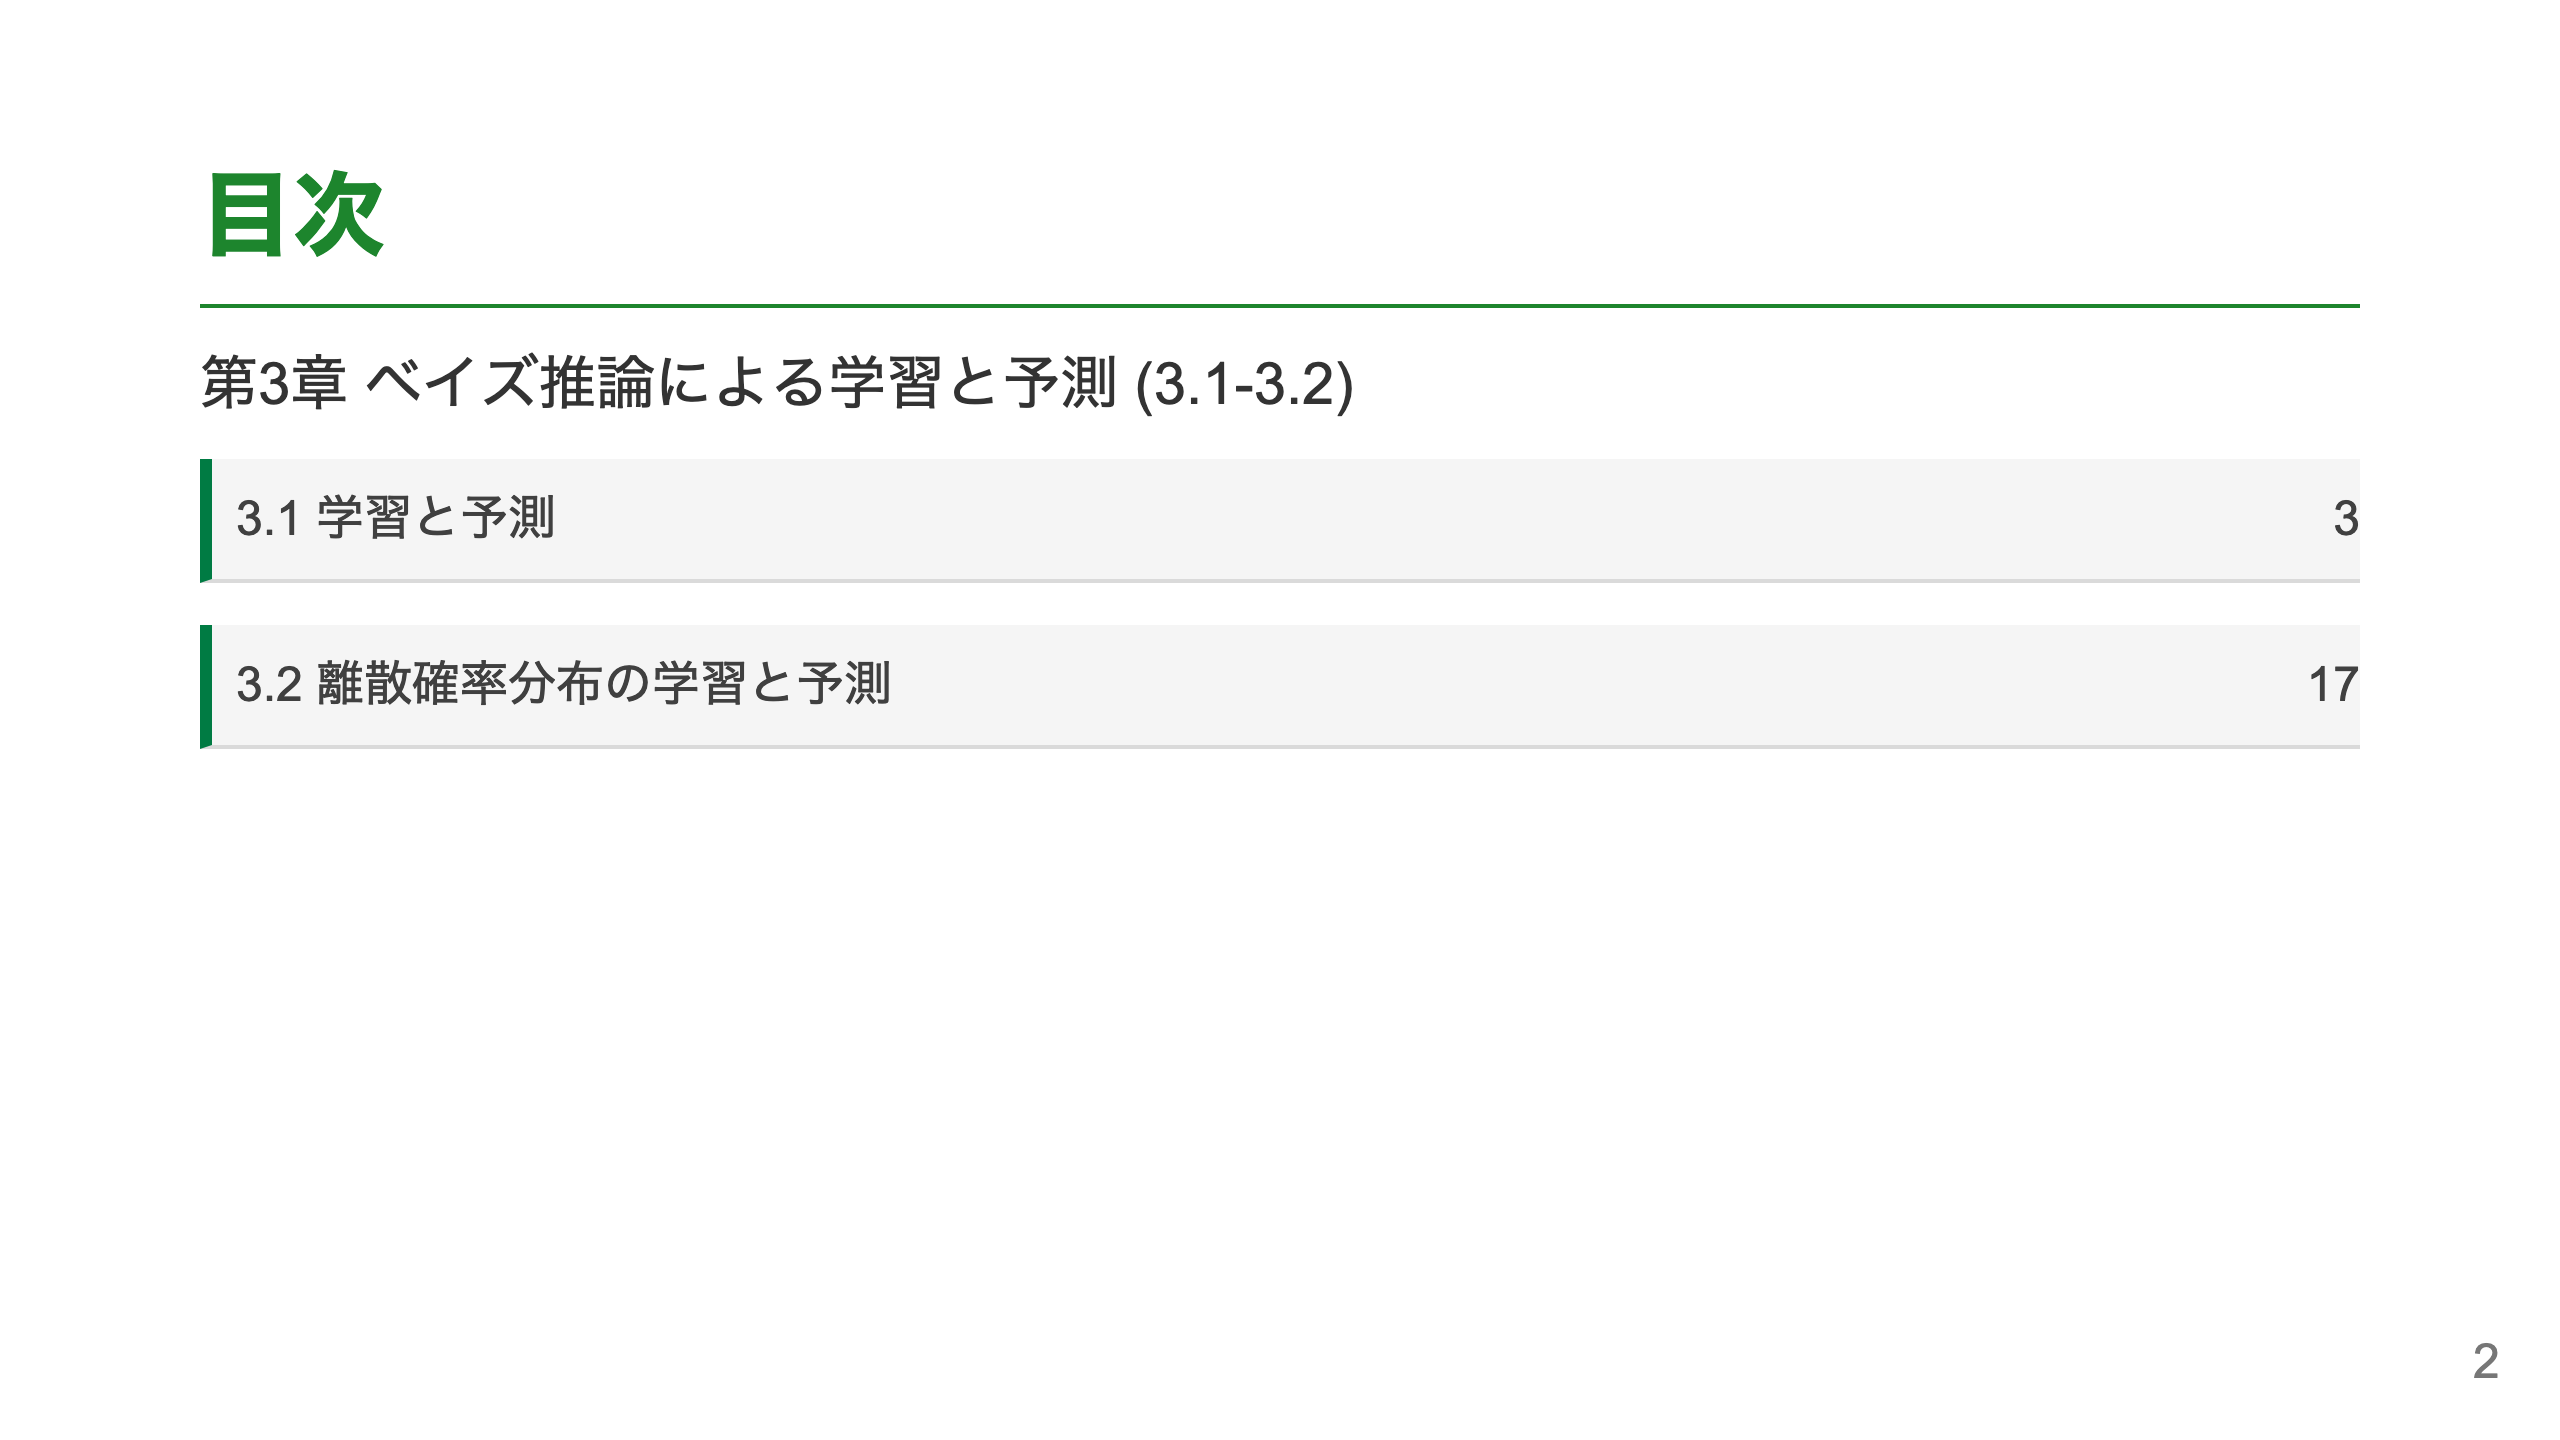 目次
第3章 ベイズ推論による学習と予測 (3.1-3.2)
3.1 学習と予測 3
3.2 離散確率分布の学習と予測 17
2